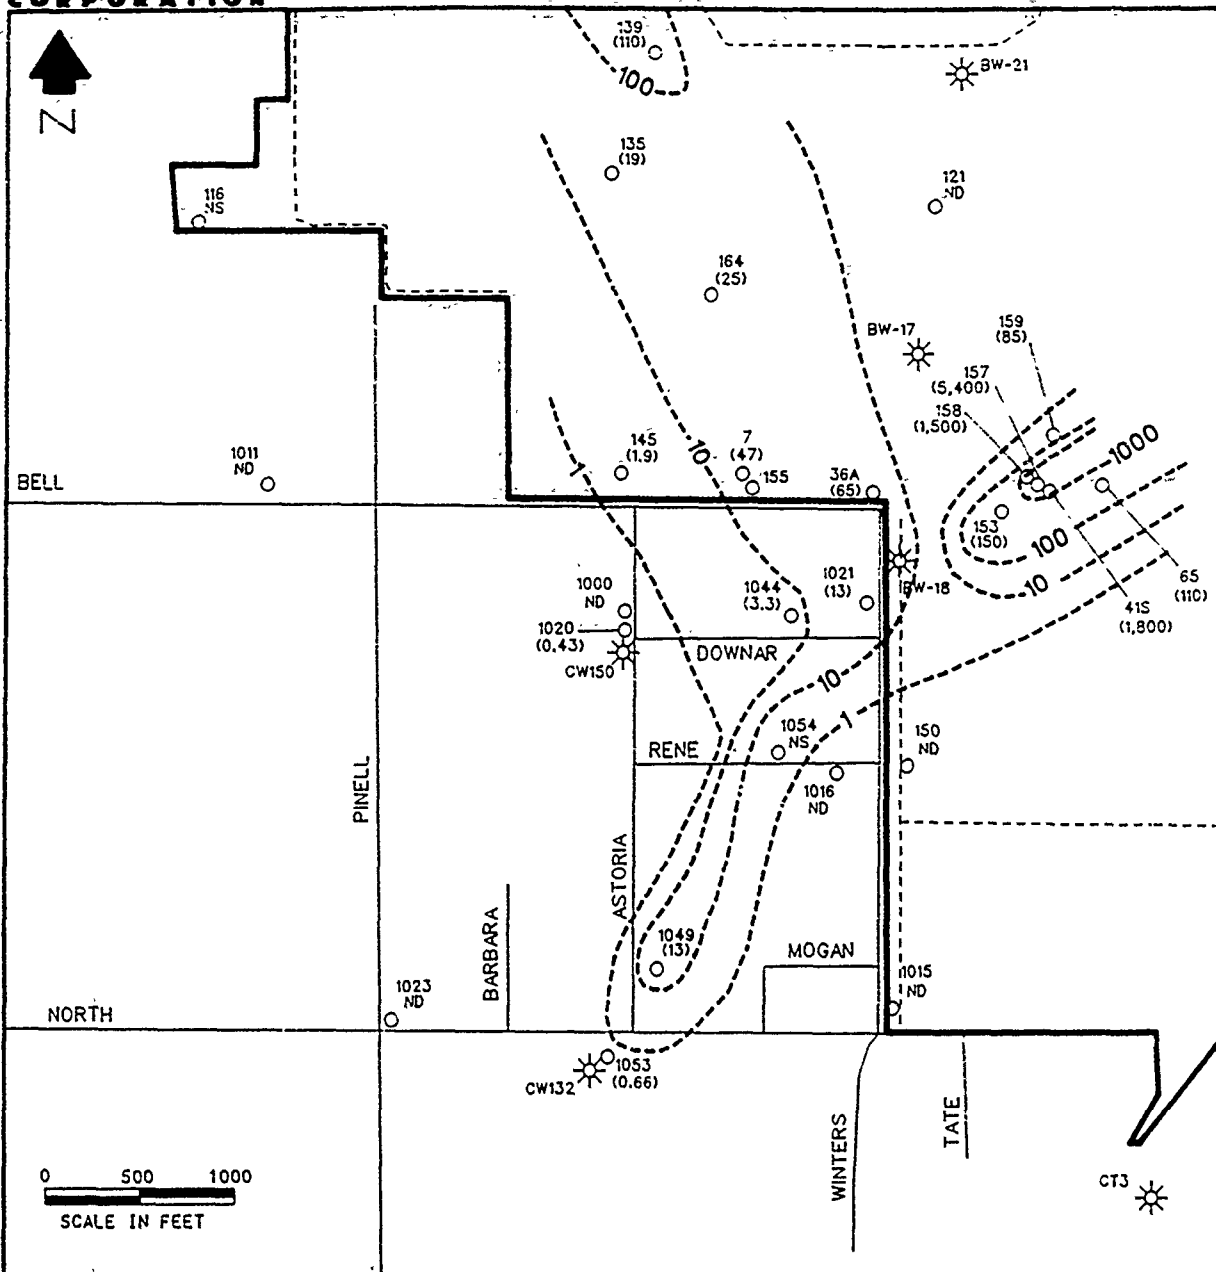 CORPORATION
N
139
(110)
100
BW-21
135
(19)
121
ND
116
NS
164
(25)
BW-17
159
(85)
157
(5,400)
158
(1,500)
1000
145
(1.9)
7
(47)
155
10
36A
(65)
1011
ND
BELL
1
153
(150)
100
10
65
(110)
41S
(1,800)
BW-18
1000
ND
1044
(3.3)
1021
(13)
1020
(0.43)
CW150
DOWNAR
10
1
1054
NS
RENE
150
ND
1016
ND
PINELL
ASTORIA
BARBARA
1049
(13)
MOGAN
1015
ND
1023
ND
NORTH
1053
(0.66)
CW132
WINTERS
TATE
CT3
0 500 1000
SCALE IN FEET